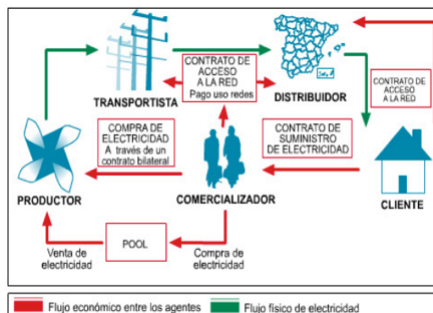 CONTRATO DE
ACCESO
A LA RED
Pago uso redes
TRANSPORTISTA
DISTRIBUIDOR
CONTRATO
DE ACCESO
A LA RED
COMPRA DE
ELECTRICIDAD
A través de un
contrato bilateral
CONTRATO DE
SUMINISTRO
DE ELECTRICIDAD
PRODUCTOR
COMERCIALIZADOR
CLIENTE
POOL
Venta de
electricidad
Compra de
electricidad
Flujo económico entre los agentes
Flujo físico de electricidad